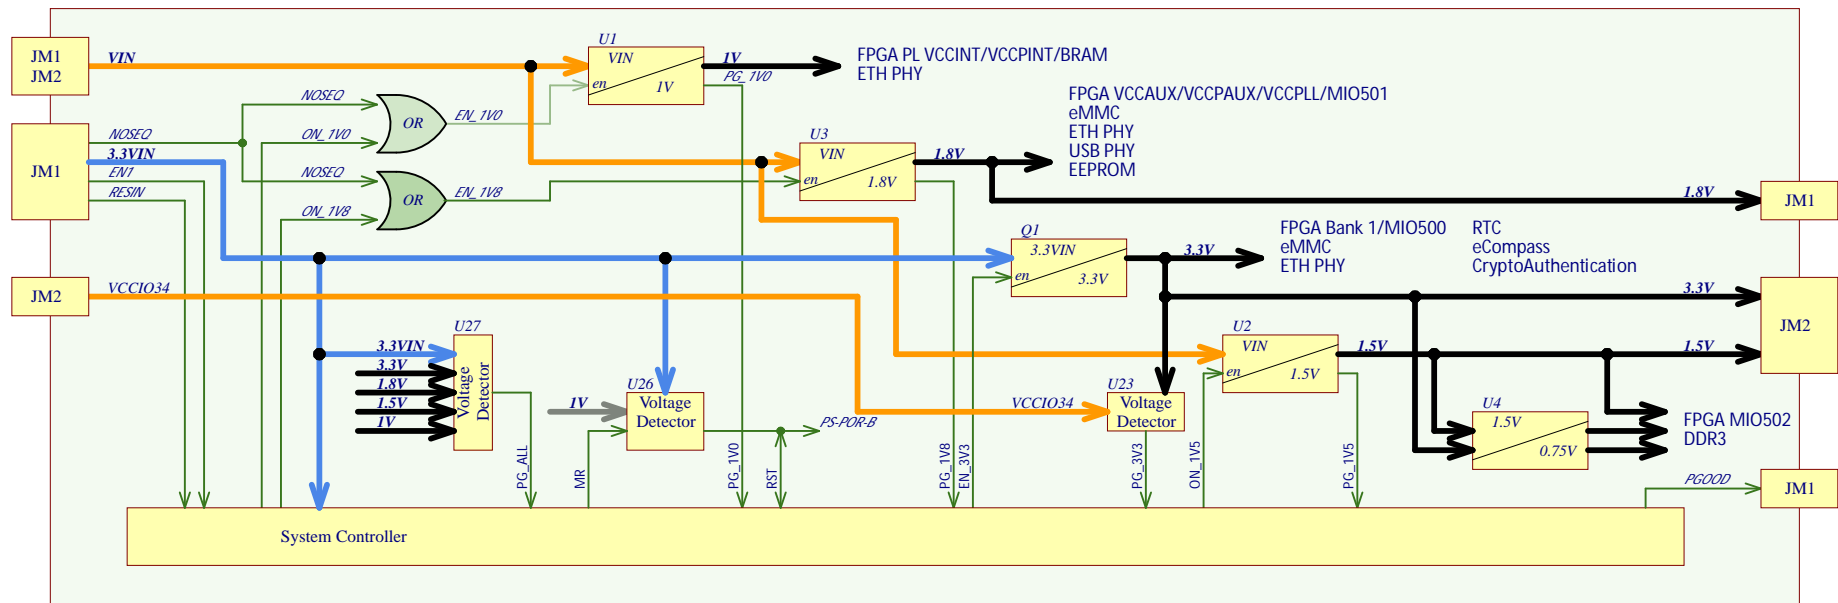 JM1
JM2
VIN
U1
VIN
en
1V
1V
PG_1V0
FPGA PL VCCINT/VCCPINT/BRAM
ETH PHY
NOSEQ
OR
EN_1V0
ON_1V0
JM1
NOSEQ
3.3VIN
EN1
RESIN
NOSEQ
OR
EN_1V8
ON_1V8
U3
VIN
en
1.8V
1.8V
FPGA VCCAUX/VCCPAUX/VCCPLL/MIO501
eMMC
ETH PHY
USB PHY
EEPROM
1.8V
JM1
Q1
3.3VIN
en
3.3V
3.3V
FPGA Bank 1/MIO500
eMMC
ETH PHY
RTC
eCompass
CryptoAuthentication
JM2
VCCIO34
3.3V
1.5V
JM2
U27
3.3VIN
3.3V
1.8V
1.5V
1V
Voltage
Detector
PG_ALL
U26
1V
Voltage
Detector
MR
PS-POR-B
PG_1V0
RST
PG_1V8
EN_3V3
VCCIO34
U23
Voltage
Detector
PG_3V3
ON_1V5
U2
VIN
en
1.5V
1.5V
PG_1V5
U4
1.5V
0.75V
FPGA MIO502
DDR3
PGOOD
JM1
System Controller